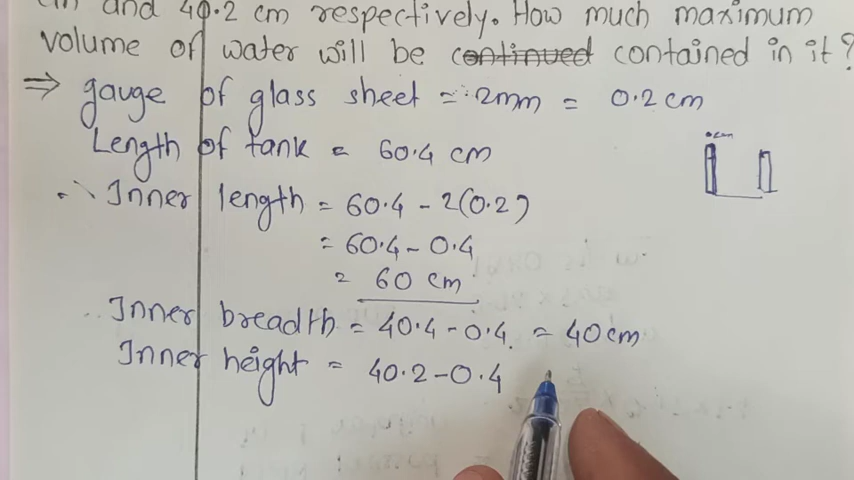 and 40.2 cm respectively. How much maximum
volume of water will be continued contained in it?
⇒ gauge of glass sheet = 2mm = 0.2 cm
Length of tank = 60.4 cm
∴ Inner length = 60.4 - 2(0.2)
= 60.4 - 0.4
= 60 cm
Inner breadth = 40.4 - 0.4 = 40 cm
Inner height = 40.2 - 0.4